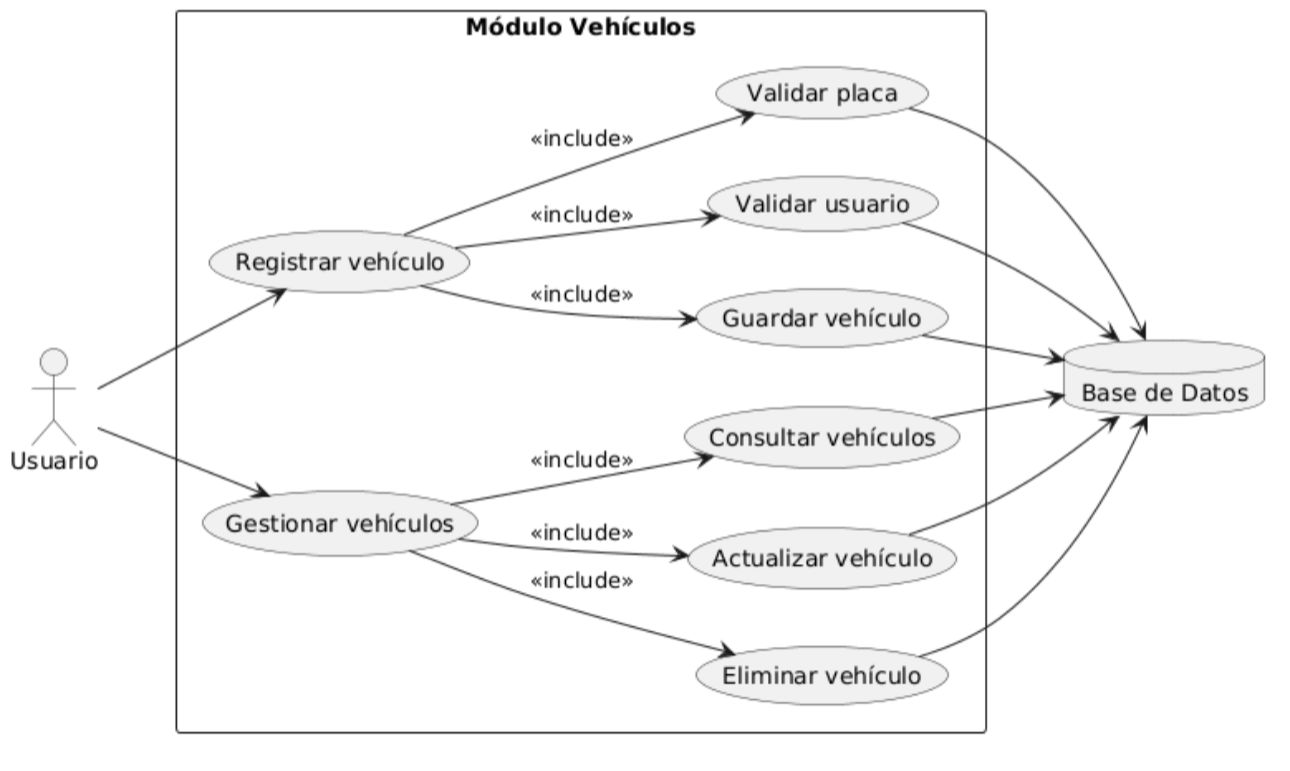 Módulo Vehículos
Validar placa
«include»
Validar usuario
«include»
Registrar vehículo
«include»
Guardar vehículo
Base de Datos
Usuario
Consultar vehículos
«include»
Gestionar vehículos
«include»
Actualizar vehículo
«include»
Eliminar vehículo